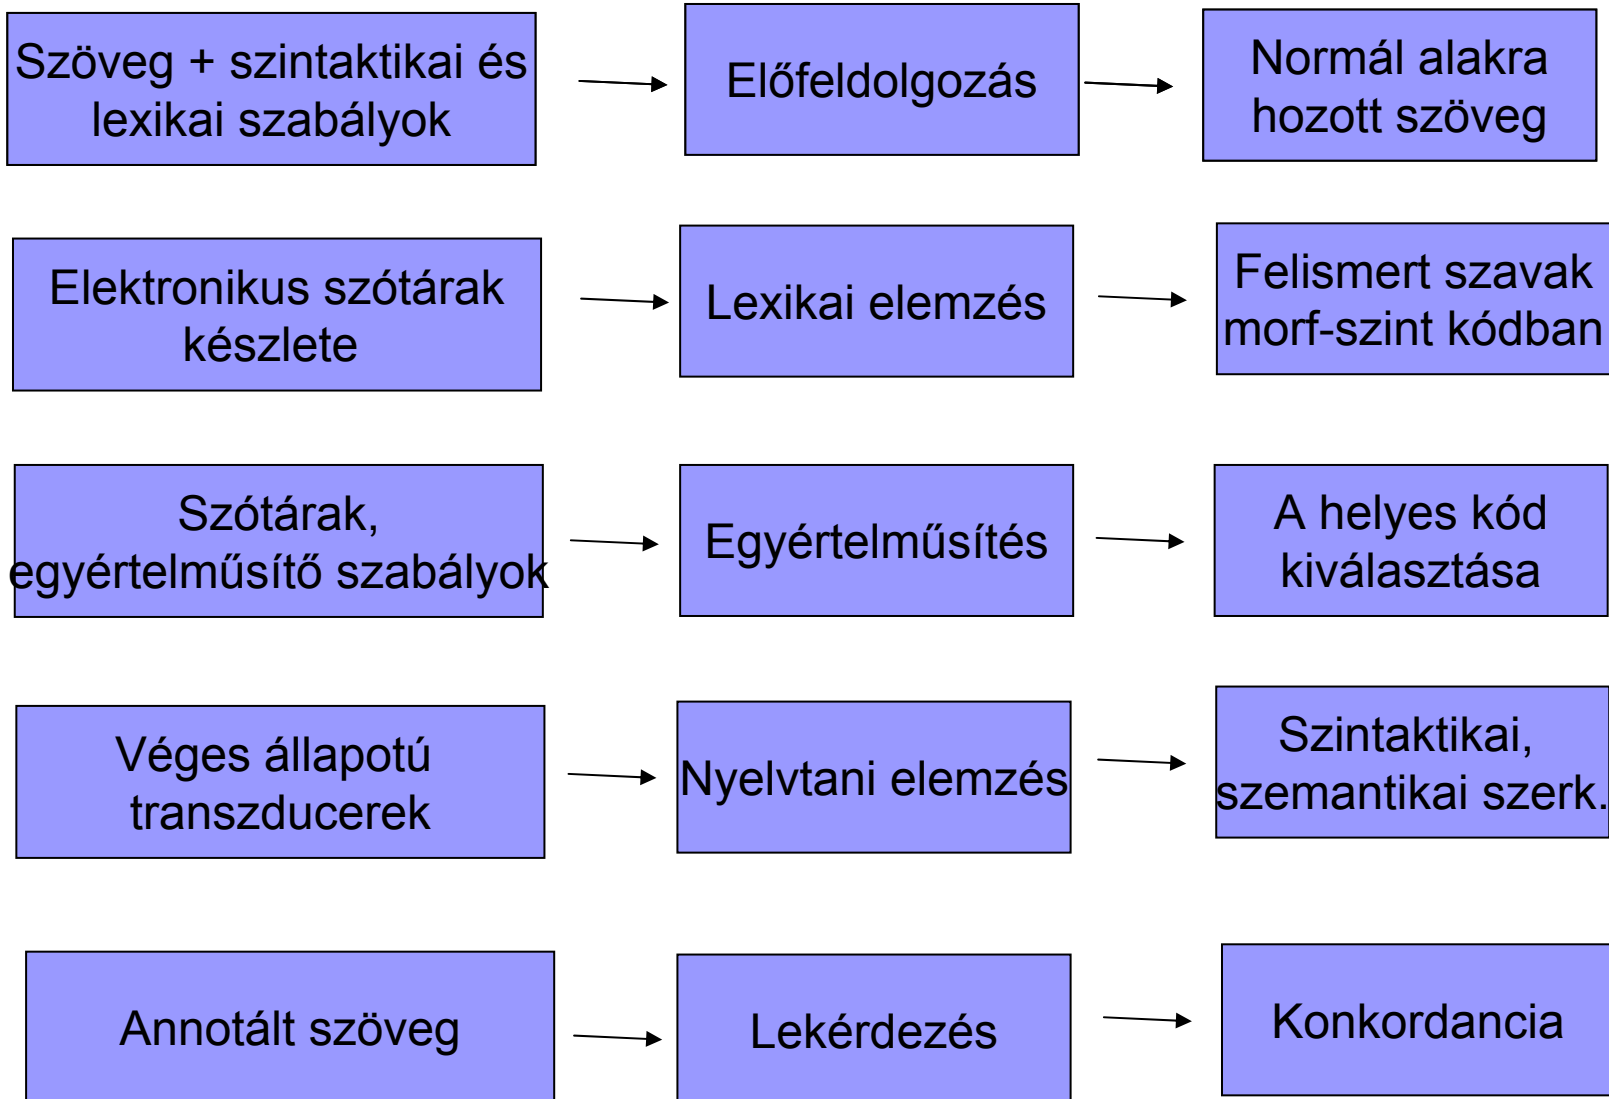 Szöveg + szintaktikai és
lexikai szabályok
Előfeldolgozás
Normál alakra
hozott szöveg
Elektronikus szótárak
készlete
Lexikai elemzés
Felismert szavak
morf-szint kódban
Szótárak,
egyértelműsítő szabályok
Egyértelműsítés
A helyes kód
kiválasztása
Véges állapotú
transzducerek
Nyelvtani elemzés
Szintaktikai,
szemantikai szerk.
Annotált szöveg
Lekérdezés
Konkordancia